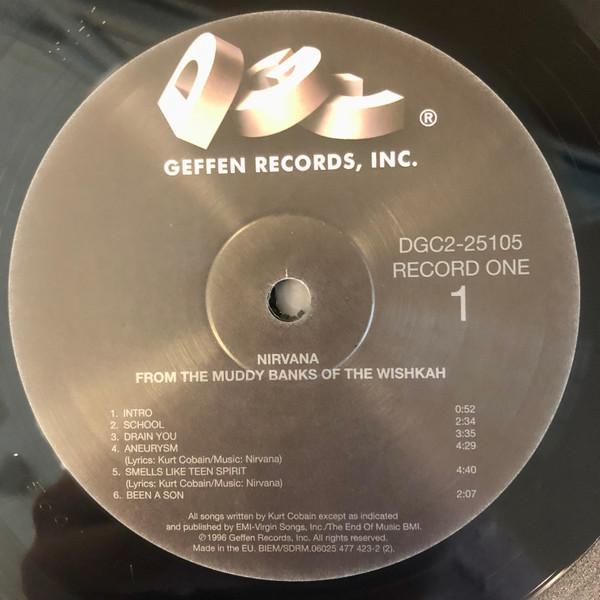 DGC
®
GEFFEN RECORDS, INC.
DGC2-25105
RECORD ONE
1
NIRVANA
FROM THE MUDDY BANKS OF THE WISHKAH
1. INTRO 0:52
2. SCHOOL 2:34
3. DRAIN YOU 3:35
4. ANEURYSM 4:29
(Lyrics: Kurt Cobain/Music: Nirvana)
5. SMELLS LIKE TEEN SPIRIT 4:40
(Lyrics: Kurt Cobain/Music: Nirvana)
6. BEEN A SON 2:07
All songs written by Kurt Cobain except as indicated
and published by EMI-Virgin Songs, Inc./The End Of Music BMI.
℗1996 Geffen Records, Inc. All rights reserved.
Made in the EU. BIEM/SDRM.06025 477 423-2 (2).